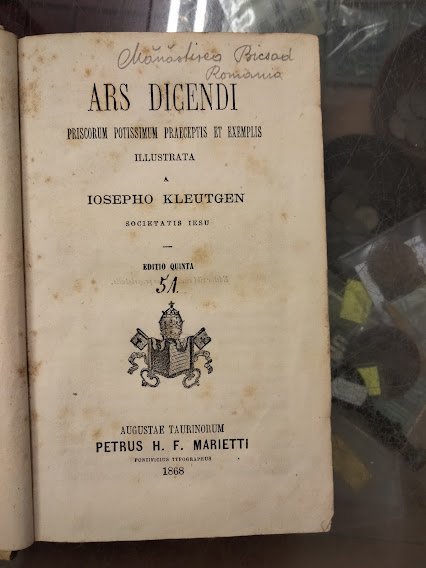 Mănăstirea Bicsad
Romania
ARS DICENDI
PRISCORUM POTISSIMUM PRAECEPTIS ET EXEMPLIS
ILLUSTRATA
A
IOSEPHO KLEUTGEN
SOCIETATIS IESU
EDITIO QUINTA
51.
AUGUSTAE TAURINORUM
PETRUS H. F. MARIETTI
PONTIFICIUS TYPOGRAPHUS
1868